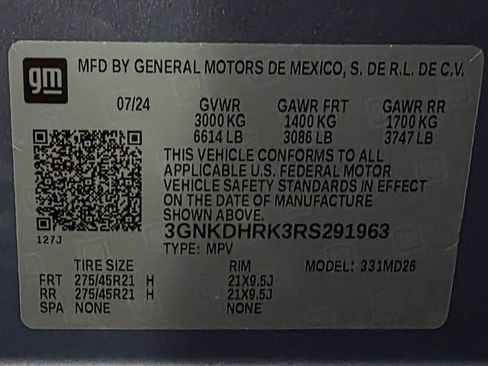 gm MFD BY GENERAL MOTORS DE MEXICO, S. DE R.L. DE C.V.
07/24 GVWR GAWR FRT GAWR RR
3000 KG 1400 KG 1700 KG
6614 LB 3086 LB 3747 LB
THIS VEHICLE CONFORMS TO ALL
APPLICABLE U.S. FEDERAL MOTOR
VEHICLE SAFETY STANDARDS IN EFFECT
ON THE DATE OF MANUFACTURE
SHOWN ABOVE.
3GNKDHRK3RS291963
127J TYPE: MPV
TIRE SIZE RIM MODEL: 331MD26
FRT 275/45R21 H 21X9.5J
RR 275/45R21 H 21X9.5J
SPA NONE NONE